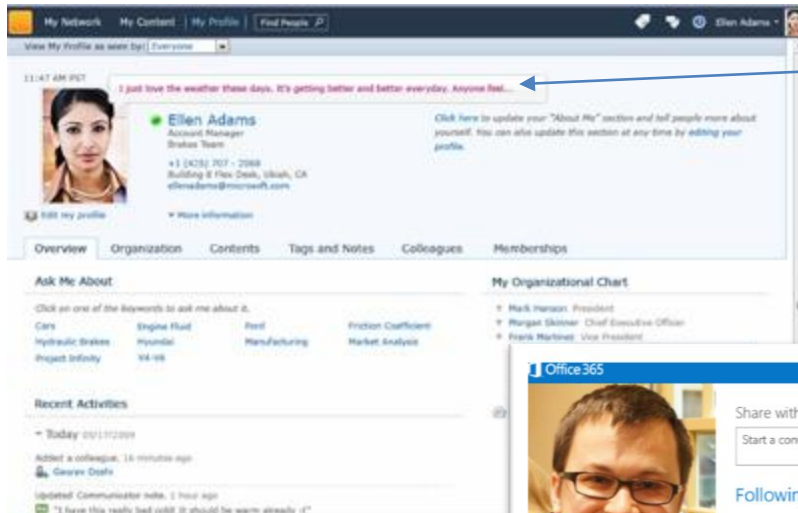 My Network My Content | My Profile | Find People
Ellen Adams
View My Profile as seen by: Everyone
11:47 AM PST
I just love the weather these days. It's getting better and better everyday. Anyone feel...
Ellen Adams
Account Manager
Brakes Team
+1 (425) 707 - 2068
Building 8 Flex Desk, Ukiah, CA
ellenadams@microsoft.com
Edit my profile
More information
Click here to update your "About Me" section and tell people more about
yourself. You can also update this section at any time by editing your
profile.
Overview Organization Contents Tags and Notes Colleagues Memberships
Ask Me About
Click on one of the keywords to ask me about it.
Cars Engine Fluid Ford Friction Coefficient
Hydraulic Brakes Hyundai Manufacturing Market Analysis
Project Infinity V4-V6
My Organizational Chart
Mark Hanson President
Morgan Skinner Chief Executive Officer
Frank Martinez Vice President
Recent Activities
Today 09/17/2009
Added a colleague. 16 minutes ago
Gaurav Doshi
Updated Communicator note. 1 hour ago
"I have this really bad cold! It should be warm already :("
Office 365
Share with
Start a con
Followin